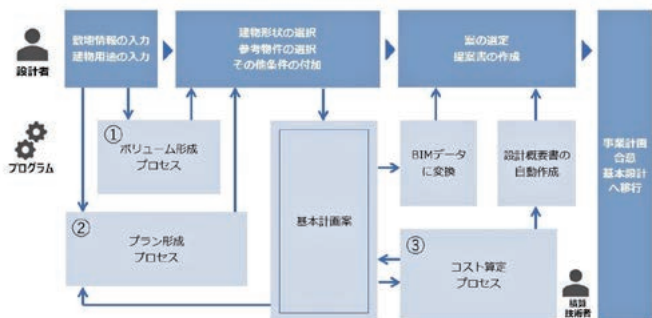 敷地情報の入力
建物用途の入力
建物形状の選択
参考物件の選択
その他条件の付加
案の選定
提案書の作成
設計者
事業計画
合意
基本設計
へ移行
プログラム
①
ボリューム形成
プロセス
BIMデータ
に変換
設計概要書の
自動作成
基本計画案
②
プラン形成
プロセス
③
コスト算定
プロセス
積算
技術者